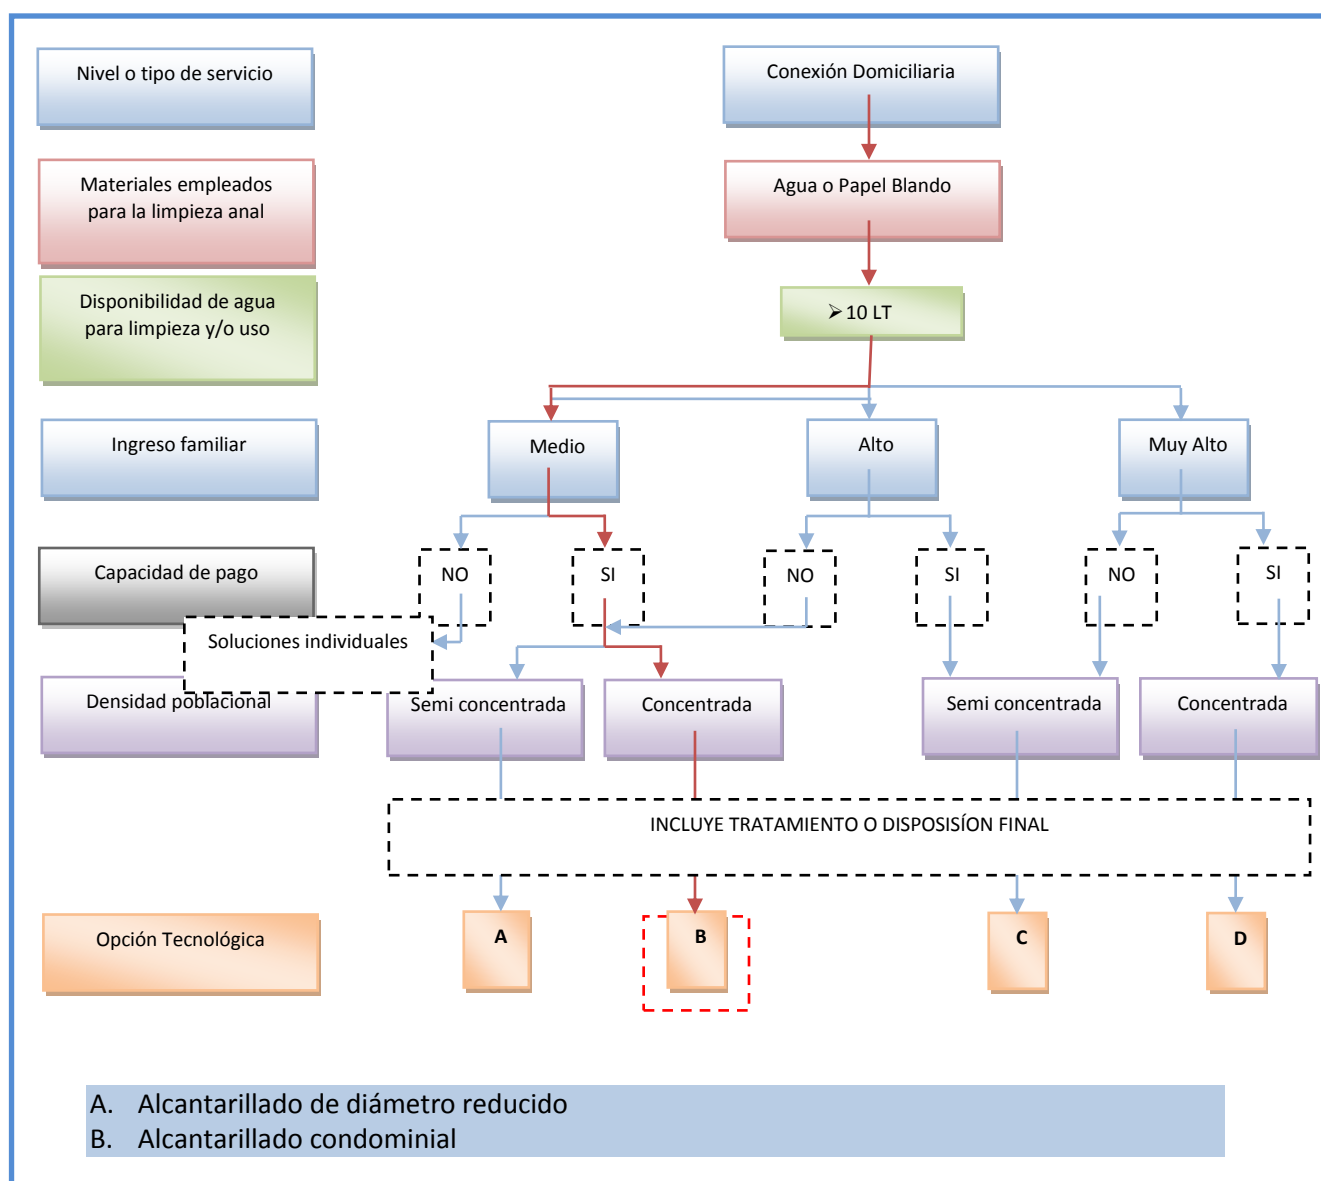 Nivel o tipo de servicio
Conexión Domiciliaria
Materiales empleados
para la limpieza anal
Agua o Papel Blando
Disponibilidad de agua
para limpieza y/o uso
➢ 10 LT
Ingreso familiar
Medio
Alto
Muy Alto
Capacidad de pago
NO
SI
NO
SI
NO
SI
Soluciones individuales
Densidad poblacional
Semi concentrada
Concentrada
Semi concentrada
Concentrada
INCLUYE TRATAMIENTO O DISPOSISÍON FINAL
Opción Tecnológica
A
B
C
D
A. Alcantarillado de diámetro reducido
B. Alcantarillado condominial